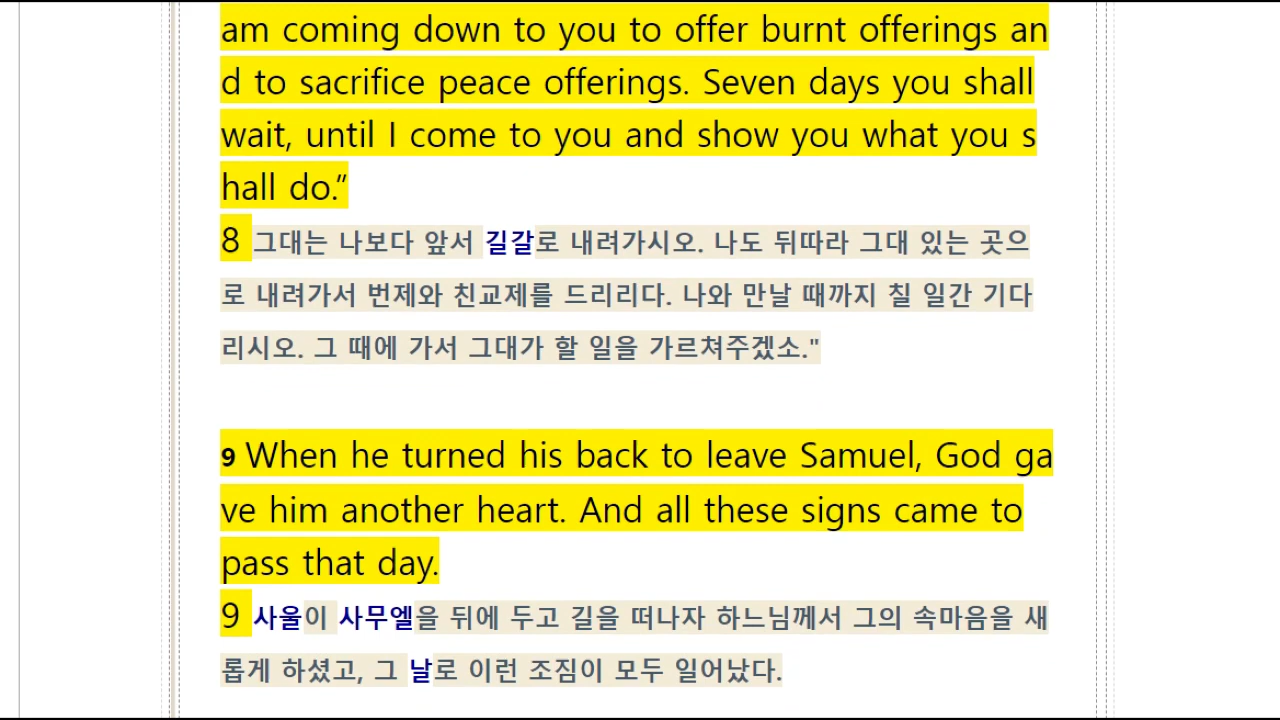 am coming down to you to offer burnt offerings an
d to sacrifice peace offerings. Seven days you shall
wait, until I come to you and show you what you s
hall do.”
8 그대는 나보다 앞서 길갈로 내려가시오. 나도 뒤따라 그대 있는 곳으
로 내려가서 번제와 친교제를 드리리다. 나와 만날 때까지 칠 일간 기다
리시오. 그 때에 가서 그대가 할 일을 가르쳐주겠소."
9 When he turned his back to leave Samuel, God ga
ve him another heart. And all these signs came to
pass that day.
9 사울이 사무엘을 뒤에 두고 길을 떠나자 하느님께서 그의 속마음을 새
롭게 하셨고, 그 날로 이런 조짐이 모두 일어났다.